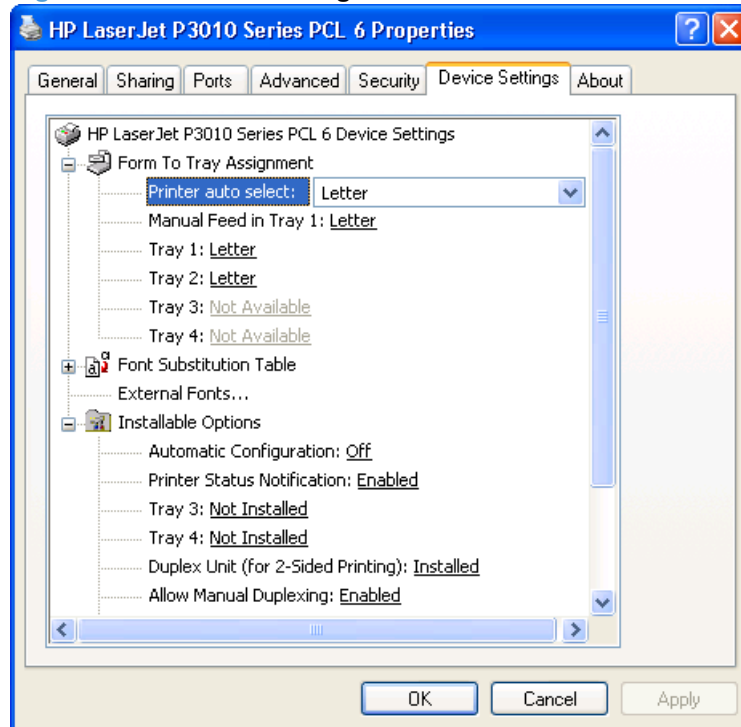 HP LaserJet P3010 Series PCL 6 Properties
General Sharing Ports Advanced Security Device Settings About
HP LaserJet P3010 Series PCL 6 Device Settings
Form To Tray Assignment
Printer auto select: Letter
Manual Feed in Tray 1: Letter
Tray 1: Letter
Tray 2: Letter
Tray 3: Not Available
Tray 4: Not Available
Font Substitution Table
External Fonts...
Installable Options
Automatic Configuration: Off
Printer Status Notification: Enabled
Tray 3: Not Installed
Tray 4: Not Installed
Duplex Unit (for 2-Sided Printing): Installed
Allow Manual Duplexing: Enabled
OK Cancel Apply